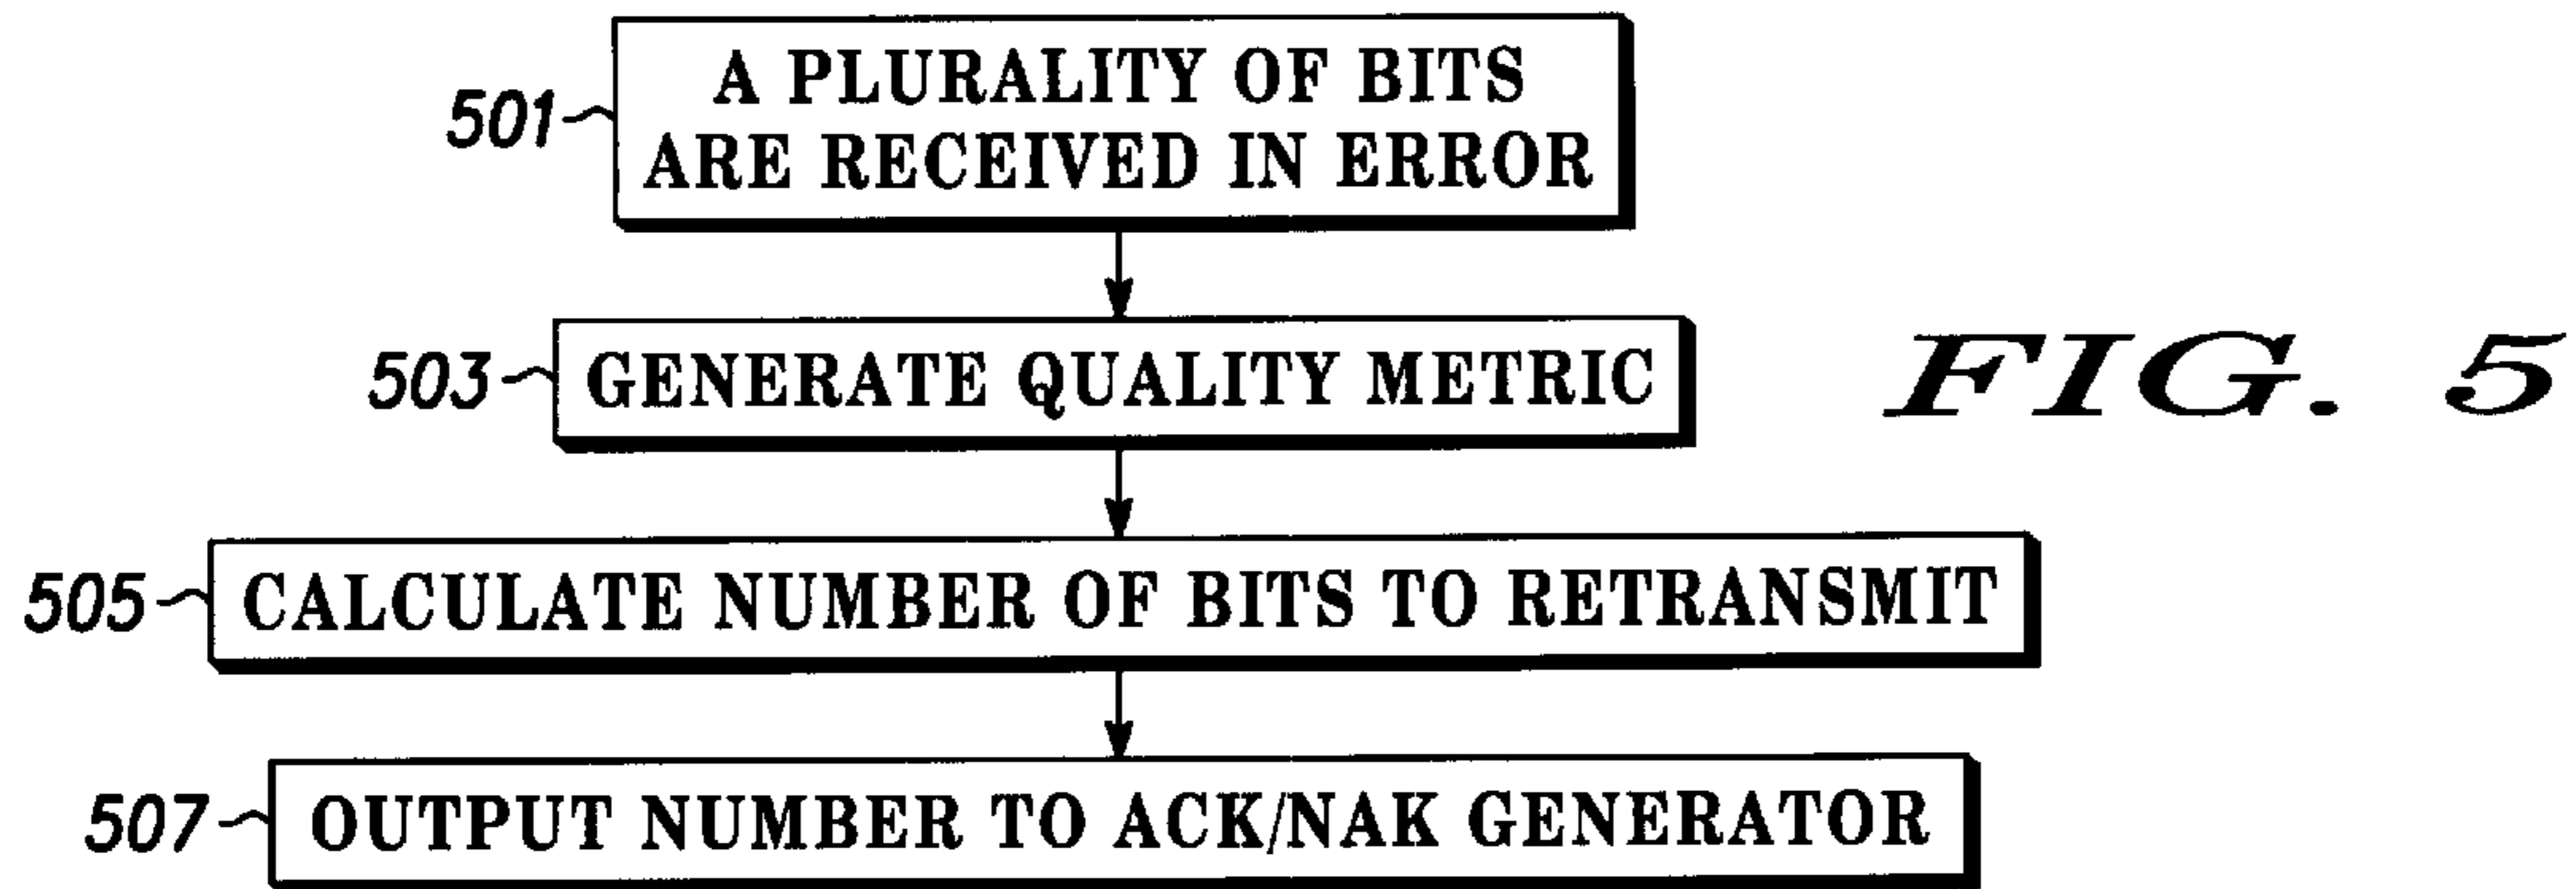 501
A PLURALITY OF BITS
ARE RECEIVED IN ERROR
503
GENERATE QUALITY METRIC
FIG. 5
505
CALCULATE NUMBER OF BITS TO RETRANSMIT
507
OUTPUT NUMBER TO ACK/NAK GENERATOR